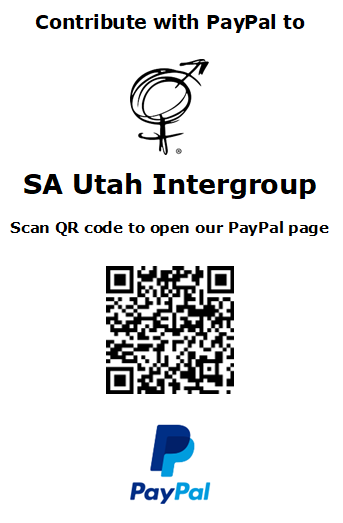 Contribute with PayPal to
®
SA Utah Intergroup
Scan QR code to open our PayPal page
PayPal